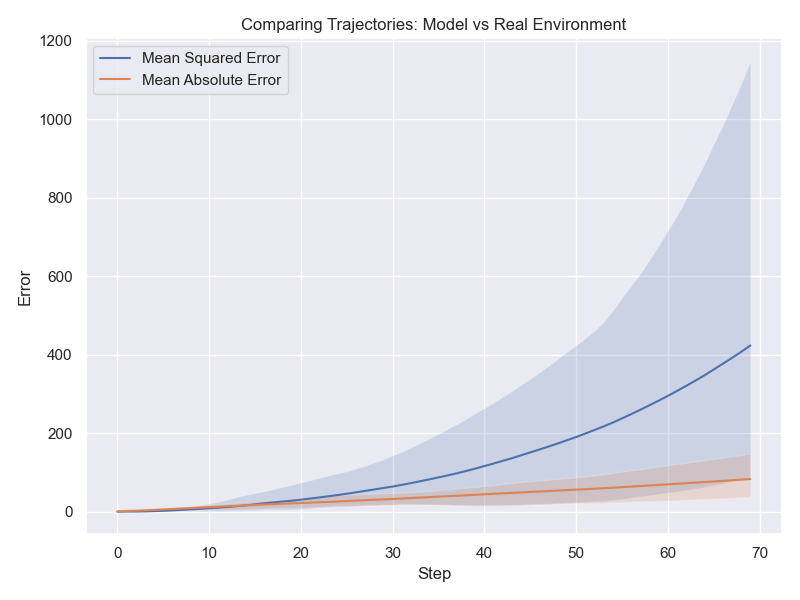 Comparing Trajectories: Model vs Real Environment
Mean Squared Error
Mean Absolute Error
1200
1000
800
600
400
200
0
Error
0 10 20 30 40 50 60 70
Step